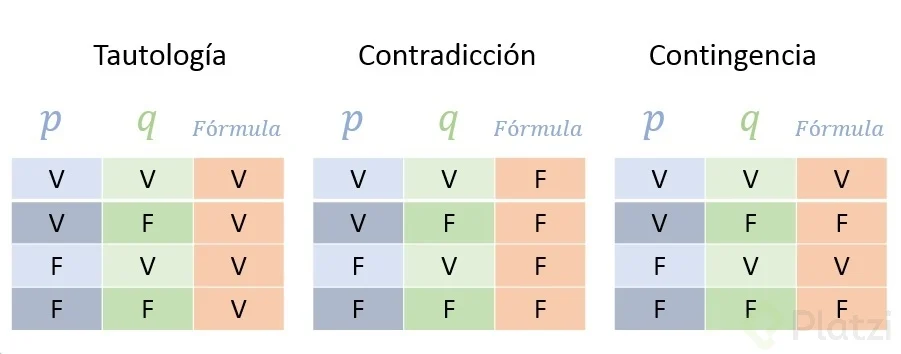 Tautología Contradicción Contingencia
p q Fórmula p q Fórmula p q Fórmula
V V V V V F V V V
V F V V F F V F F
F V V F V F F V V
F F V F F F F F F
Platzi